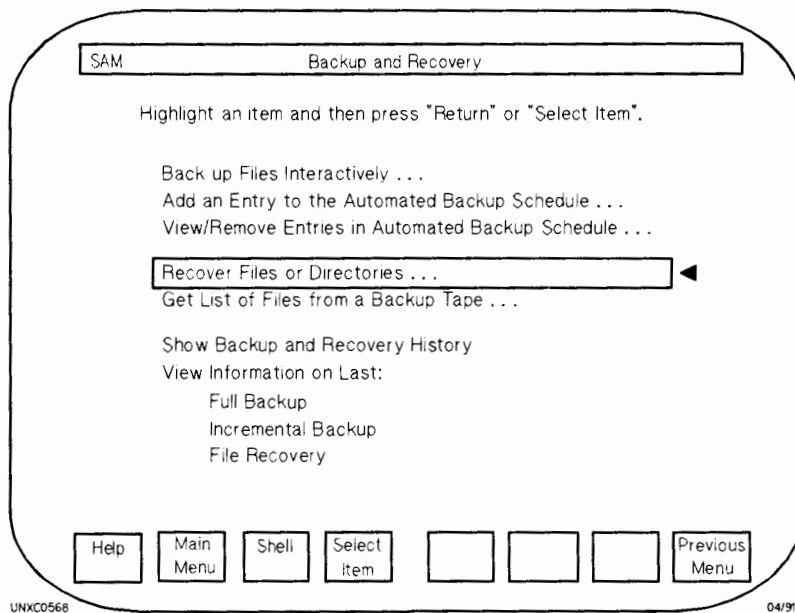 SAM Backup and Recovery
Highlight an item and then press "Return" or "Select Item".
Back up Files Interactively ...
Add an Entry to the Automated Backup Schedule ...
View/Remove Entries in Automated Backup Schedule ...
Recover Files or Directories ...
Get List of Files from a Backup Tape ...
Show Backup and Recovery History
View Information on Last:
Full Backup
Incremental Backup
File Recovery
Help
Main
Menu
Shell
Select
Item
Previous
Menu
UNXC0568